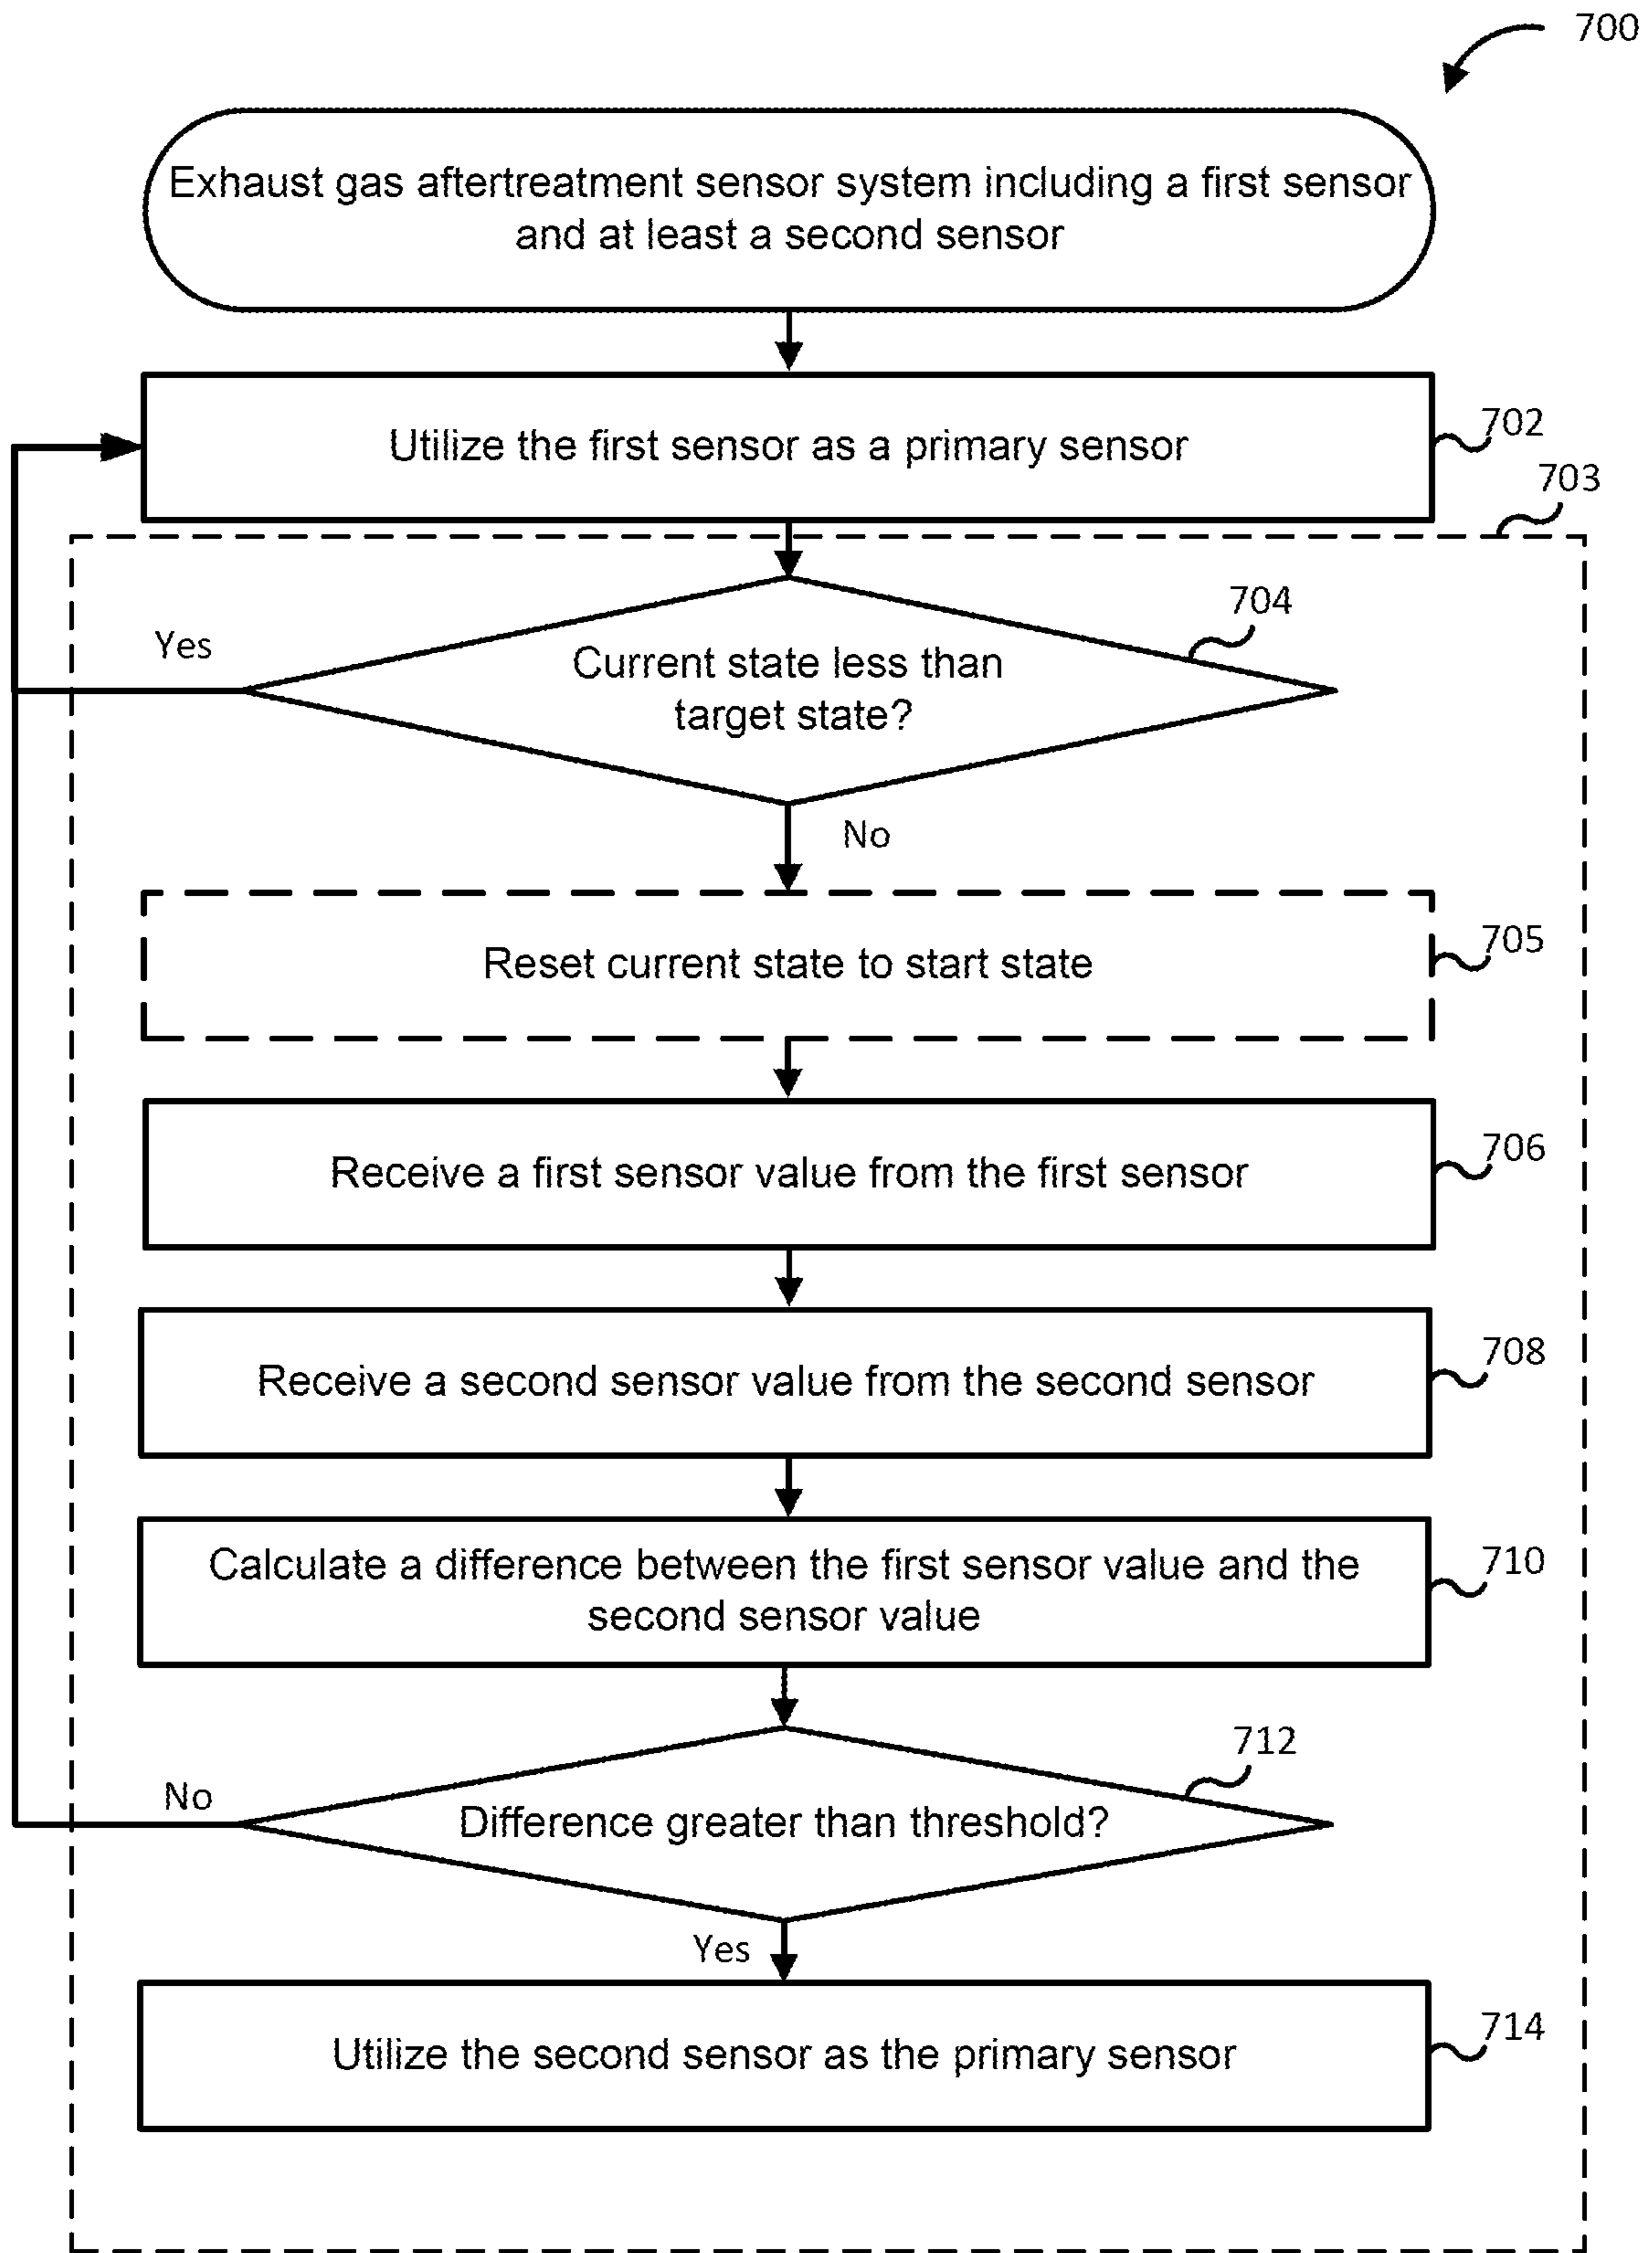 700
Exhaust gas aftertreatment sensor system including a first sensor
and at least a second sensor
Utilize the first sensor as a primary sensor
702
703
704
Yes
Current state less than
target state?
No
Reset current state to start state
705
Receive a first sensor value from the first sensor
706
Receive a second sensor value from the second sensor
708
Calculate a difference between the first sensor value and the
second sensor value
710
712
No
Difference greater than threshold?
Yes
Utilize the second sensor as the primary sensor
714